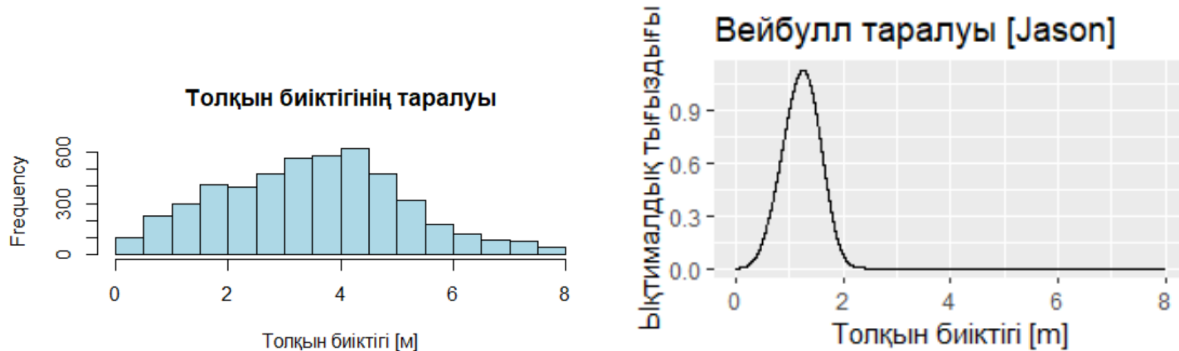 Толқын биіктігінің таралуы
Frequency
600
300
0
0 2 4 6 8
Толқын биіктігі [м]
Вейбулл таралуы [Jason]
Ықтималдық тығыздығы
0.9
0.6
0.3
0.0
0 2 4 6 8
Толқын биіктігі [m]